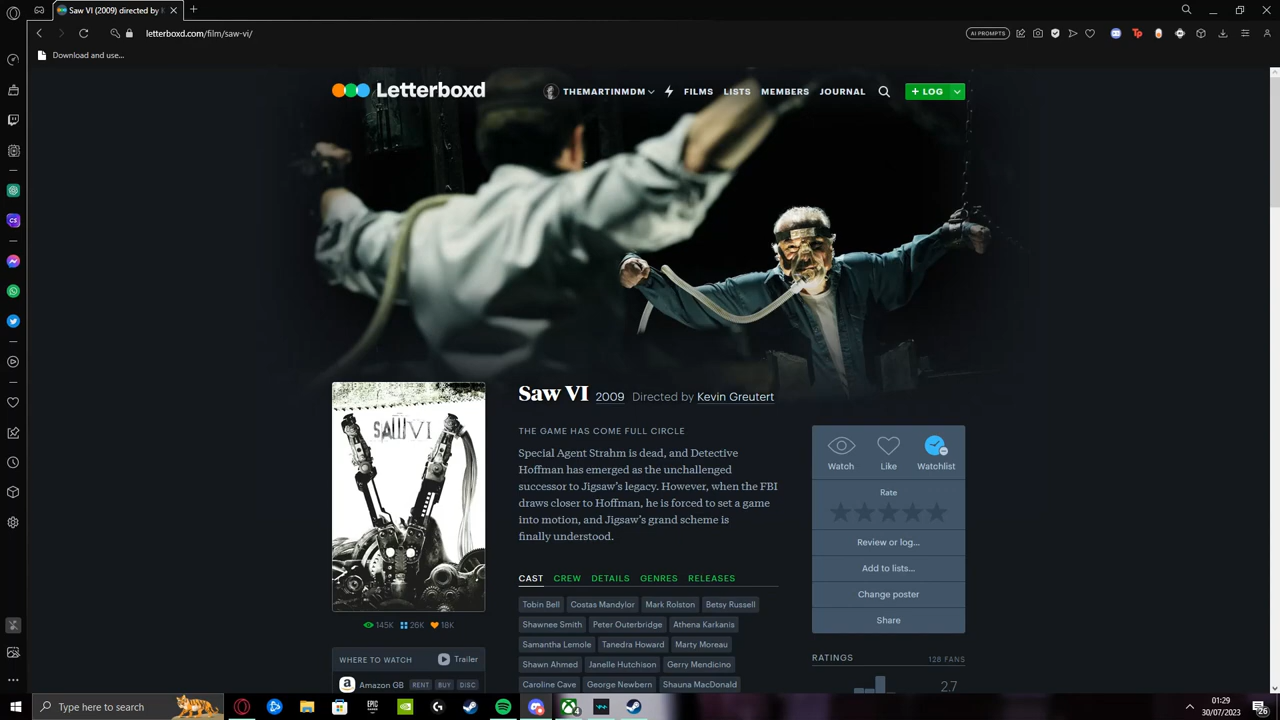 Saw VI (2009) directed by K
letterboxd.com/film/saw-vi/
AI PROMPTS
Download and use...
Letterboxd
THEMARTINMDM
FILMS
LISTS
MEMBERS
JOURNAL
+ LOG
Saw VI 2009 Directed by Kevin Greutert
THE GAME HAS COME FULL CIRCLE
Special Agent Strahm is dead, and Detective
Hoffman has emerged as the unchallenged
successor to Jigsaw's legacy. However, when the FBI
draws closer to Hoffman, he is forced to set a game
into motion, and Jigsaw's grand scheme is
finally understood.
SAW VI
145K 26K 18K
WHERE TO WATCH Trailer
a Amazon GB RENT BUY DISC
CAST CREW DETAILS GENRES RELEASES
Tobin Bell Costas Mandylor Mark Rolston Betsy Russell
Shawnee Smith Peter Outerbridge Athena Karkanis
Samantha Lemole Tanedra Howard Marty Moreau
Shawn Ahmed Janelle Hutchison Gerry Mendicino
Caroline Cave George Newbern Shauna MacDonald
Watch Like Watchlist
Rate
Review or log...
Add to lists...
Change poster
Share
RATINGS 128 FANS
2.7
CS
TP
Type here to search
EPIC
GAMES
01:29
30/07/2023
26